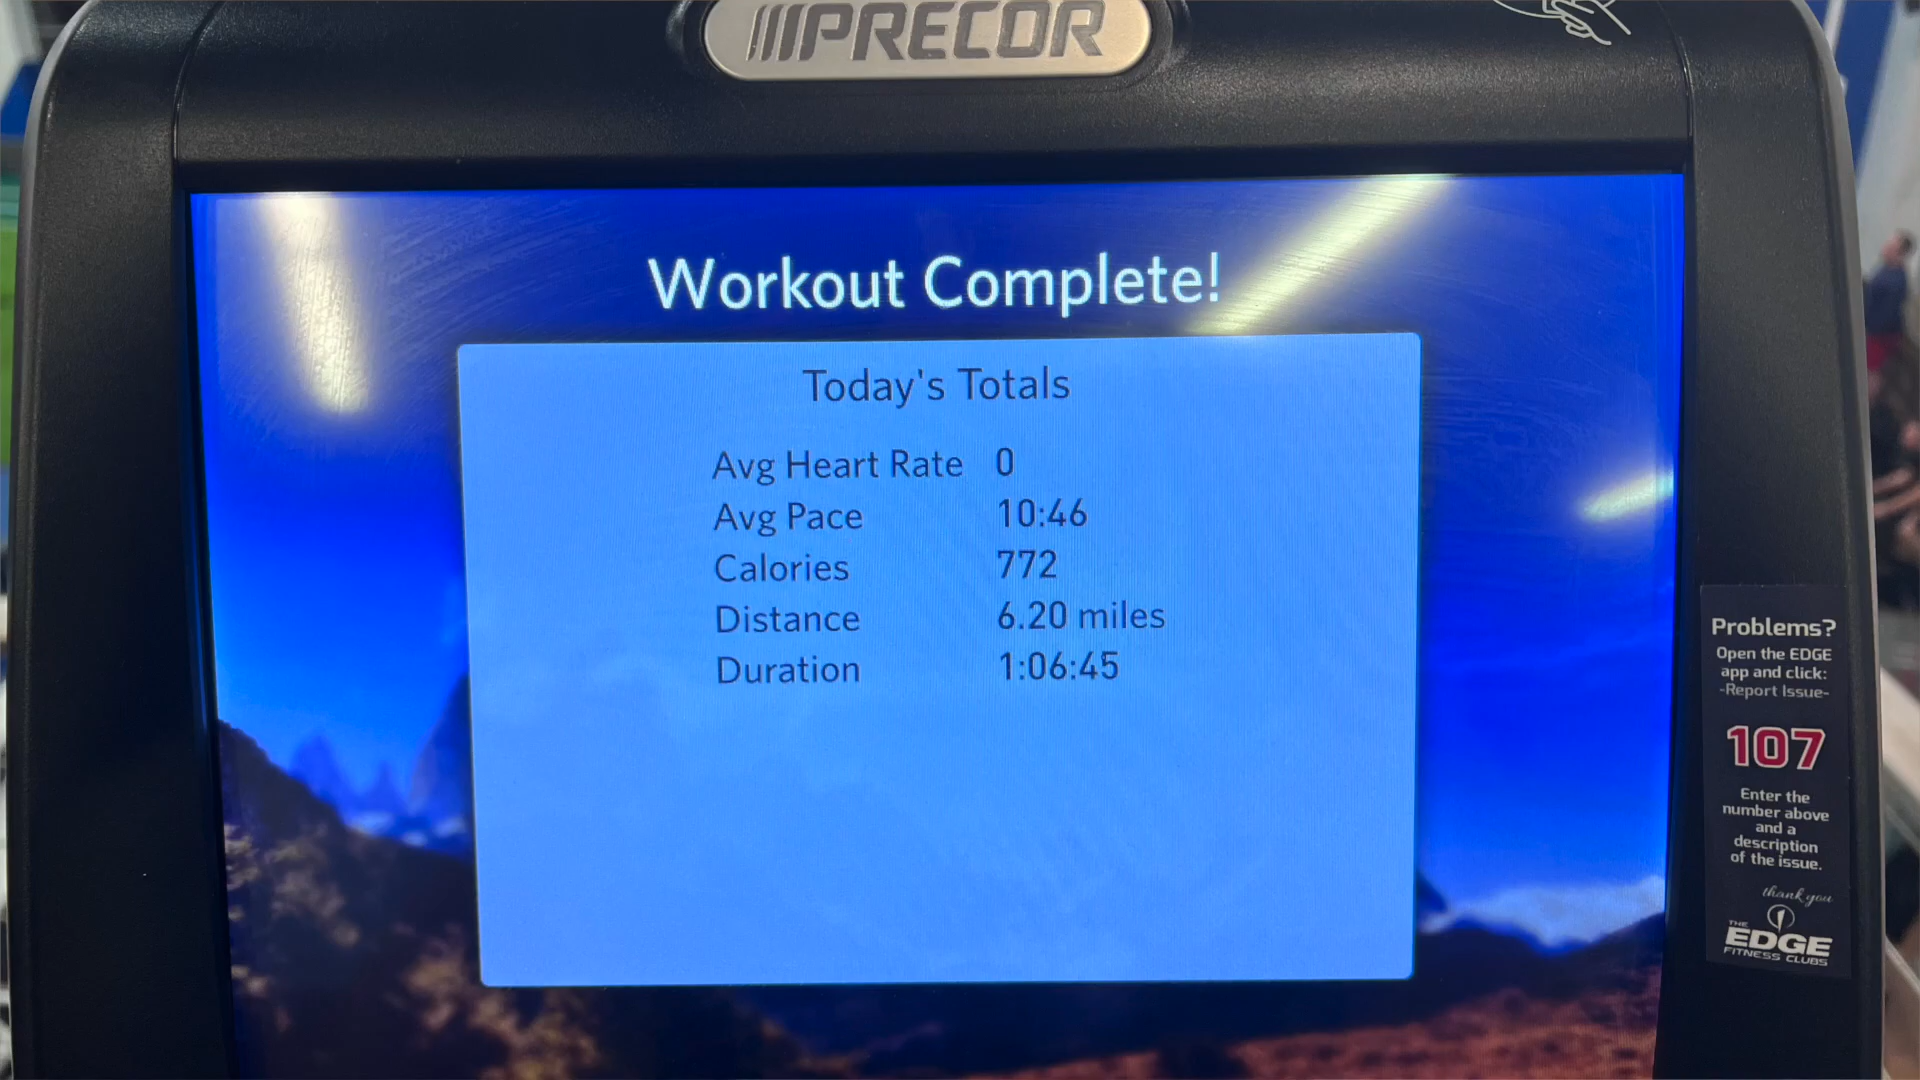 PRECOR
Workout Complete!
Today's Totals
Avg Heart Rate 0
Avg Pace 10:46
Calories 772
Distance 6.20 miles
Duration 1:06:45
Problems?
Open the EDGE
app and click:
-Report Issue-
107
Enter the
number above
and a
description
of the issue.
thank you
THE
EDGE
FITNESS CLUBS